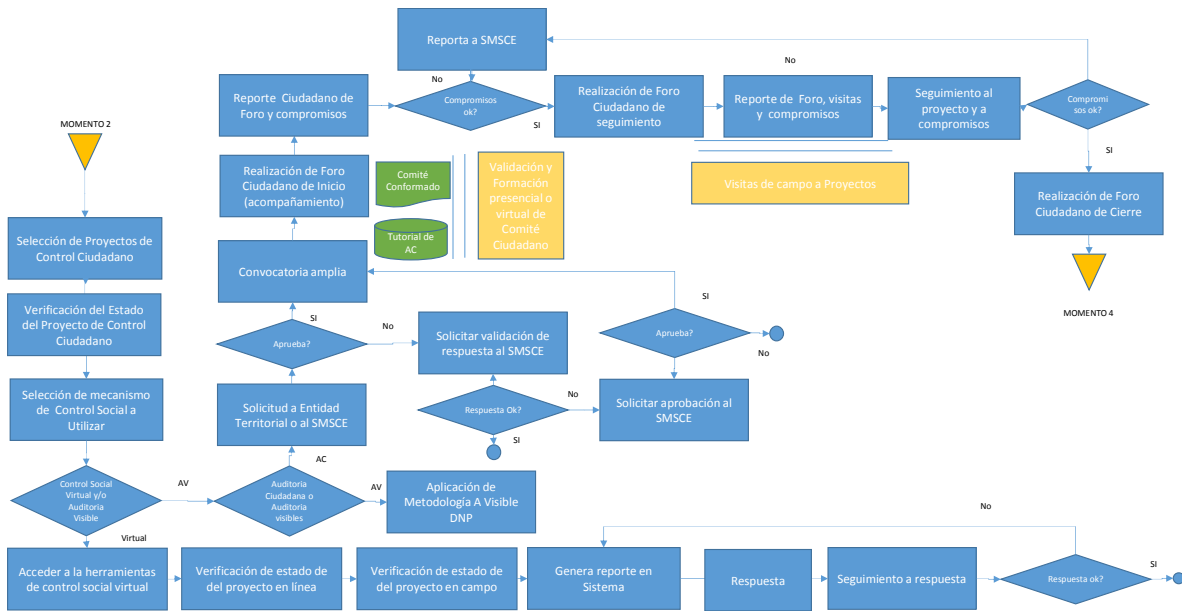 Reporta a SMSCE
No
No
Reporte Ciudadano de
Foro y compromisos
Compromisos
ok?
SI
Realización de Foro
Ciudadano de
seguimiento
Reporte de Foro, visitas
y compromisos
Seguimiento al
proyecto y a
compromisos
Compromi
sos ok?
SI
MOMENTO 2
Realización de Foro
Ciudadano de Inicio
(acompañamiento)
Comité
Conformado
Tutorial de
AC
Validación y
Formación
presencial o
virtual de
Comité
Ciudadano
Visitas de campo a Proyectos
Realización de Foro
Ciudadano de Cierre
MOMENTO 4
Selección de Proyectos de
Control Ciudadano
Convocatoria amplia
SI
Verificación del Estado
del Proyecto de Control
Ciudadano
SI
Aprueba?
No
Solicitar validación de
respuesta al SMSCE
Aprueba?
No
Selección de mecanismo
de Control Social a
Utilizar
Solicitud a Entidad
Territorial o al SMSCE
Respuesta Ok?
No
SI
Solicitar aprobación al
SMSCE
AC
Control Social
Virtual y/o
Auditoria
Visible
AV
Auditoria
Ciudadana o
Auditoria
visibles
AV
Aplicación de
Metodología A Visible
DNP
Virtual
No
Acceder a la herramientas
de control social virtual
Verificación de estado de
del proyecto en línea
Verificación de estado de
del proyecto en campo
Genera reporte en
Sistema
Respuesta
Seguimiento a respuesta
Respuesta ok?
SI